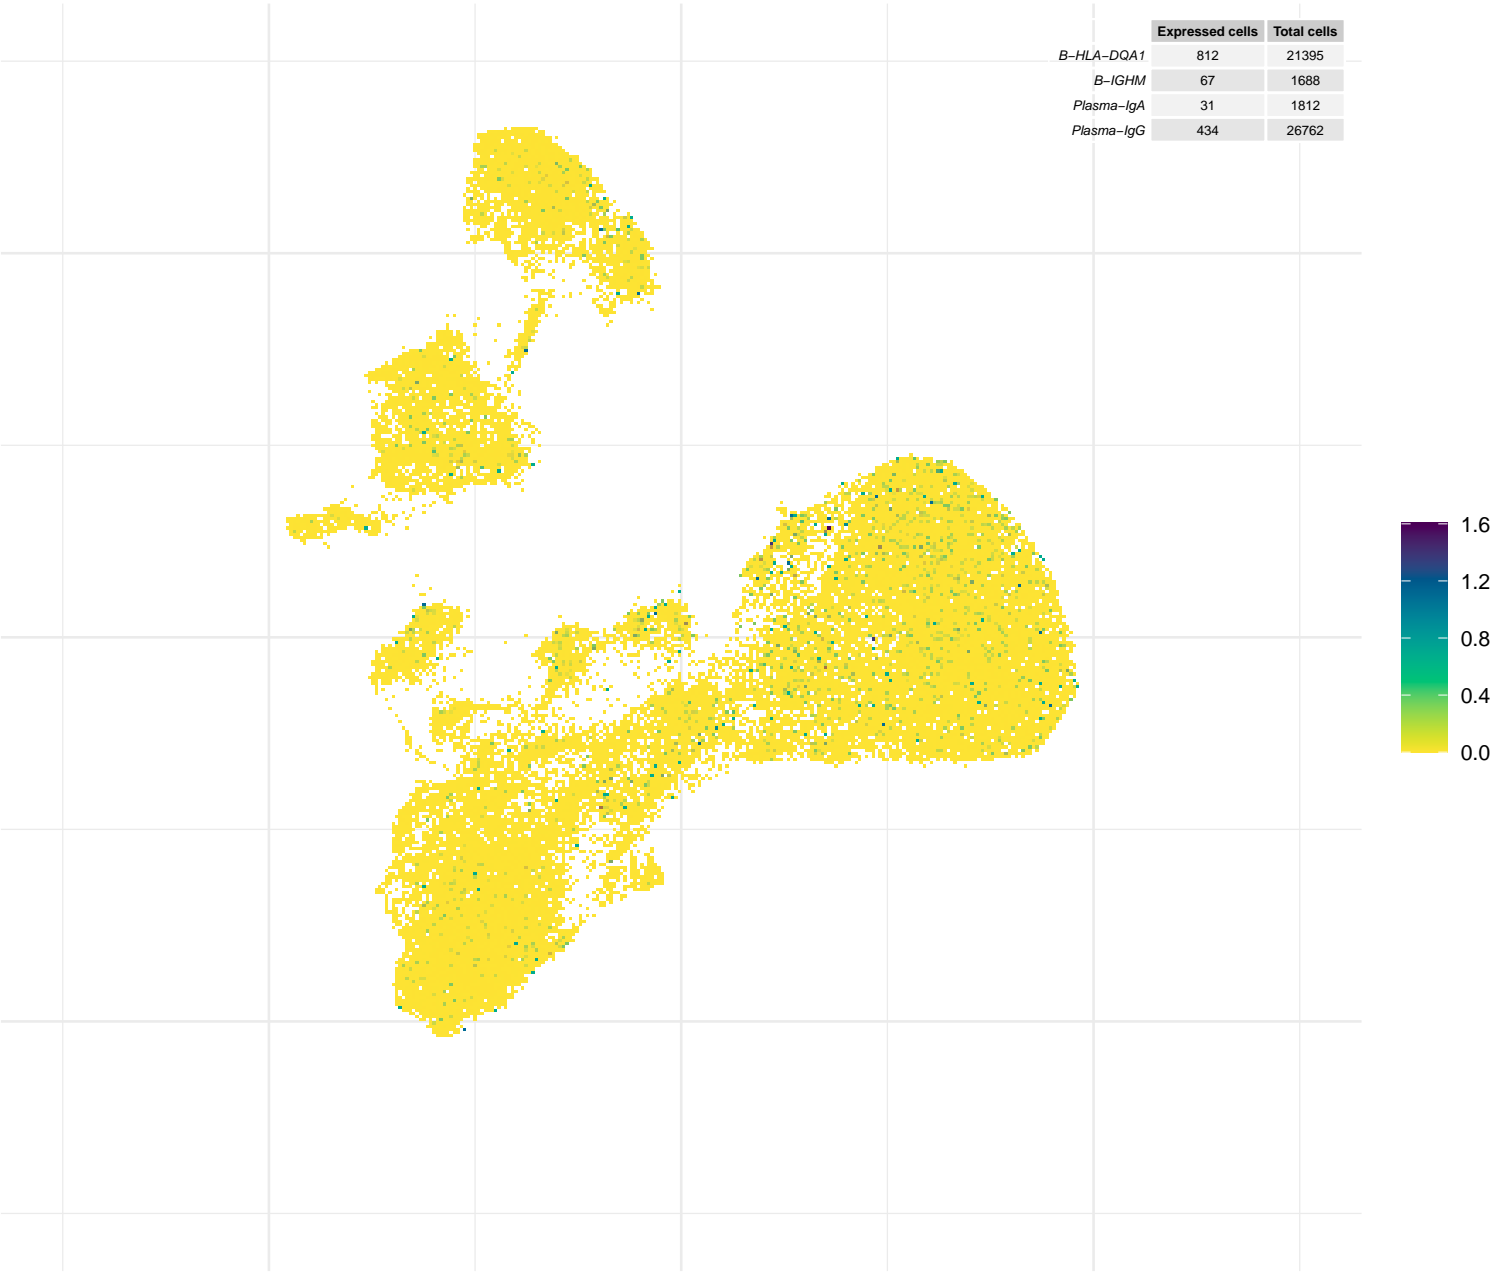 Expressed cells Total cells
B−HLA−DQA1 812 21395
B−IGHM 67 1688
Plasma−IgA 31 1812
Plasma−IgG 434 26762
1.6
1.2
0.8
0.4
0.0